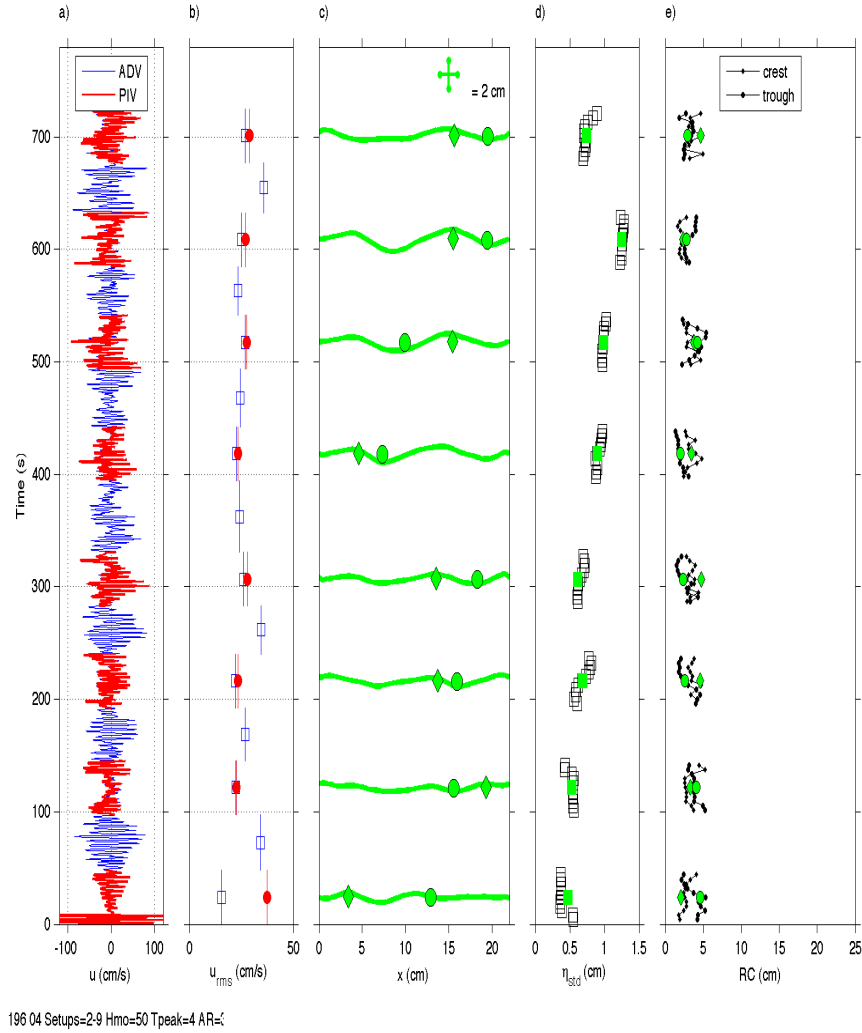 a)
b)
c)
d)
e)
ADV
PIV
= 2 cm
crest
trough
700
600
500
400
300
200
100
0
Time (s)
-100 0 100
0 50
0 5 10 15 20
0 0.5 1 1.5
0 5 10 15 20 25
u (cm/s)
u_rms (cm/s)
x (cm)
η_std (cm)
RC (cm)
196 04 Setups=2-9 Hmo=50 Tpeak=4